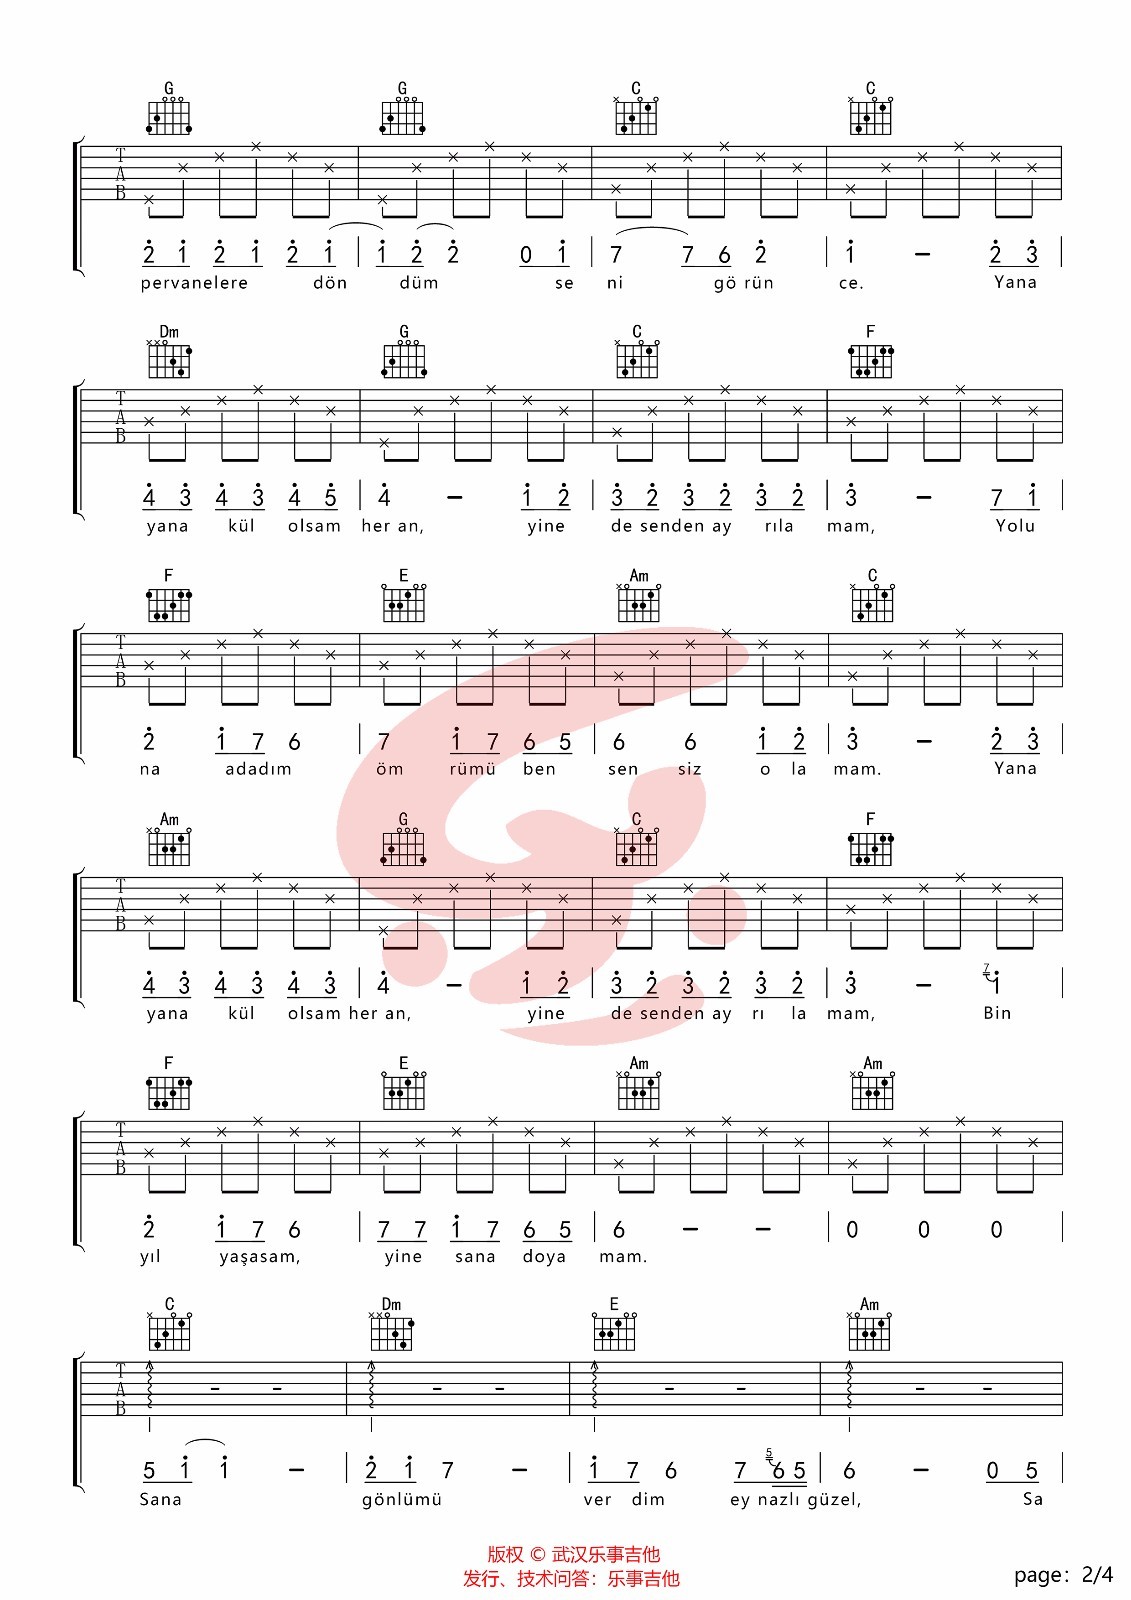 G G C C
T A B
2 1 2 1 2 1 | 1 2 2 0 1 | 7 7 6 2 | 1 – 2 3 |
pervanelere dön düm se ni gö rün ce. Yana
Dm G C F
T A B
4 3 4 3 4 5 | 4 – 1 2 | 3 2 3 2 3 2 | 3 – 7 1 |
yana kül olsam her an, yine de senden ay rıla mam, Yolu
F E Am C
T A B
2 1 7 6 | 7 1 7 6 5 | 6 6 1 2 | 3 – 2 3 |
na adadım öm rümü ben sen siz o la mam. Yana
Am G C F
T A B
4 3 4 3 4 3 | 4 – 1 2 | 3 2 3 2 3 2 | 3 – 7 1 |
yana kül olsam her an, yine de senden ay rı la mam, Bin
F E Am Am
T A B
2 1 7 6 | 7 7 1 7 6 5 | 6 – – | 0 0 0 |
yıl yaşasam, yine sana doya mam.
C Dm E Am
T A B
5 1 1 – | 2 1 7 – | 1 7 6 7 5 6 5 | 6 – 0 5 |
Sana gönlümü ver dim ey nazlı güzel, Sa
版权 © 武汉乐事吉他
发行、技术问答：乐事吉他
page：2/4